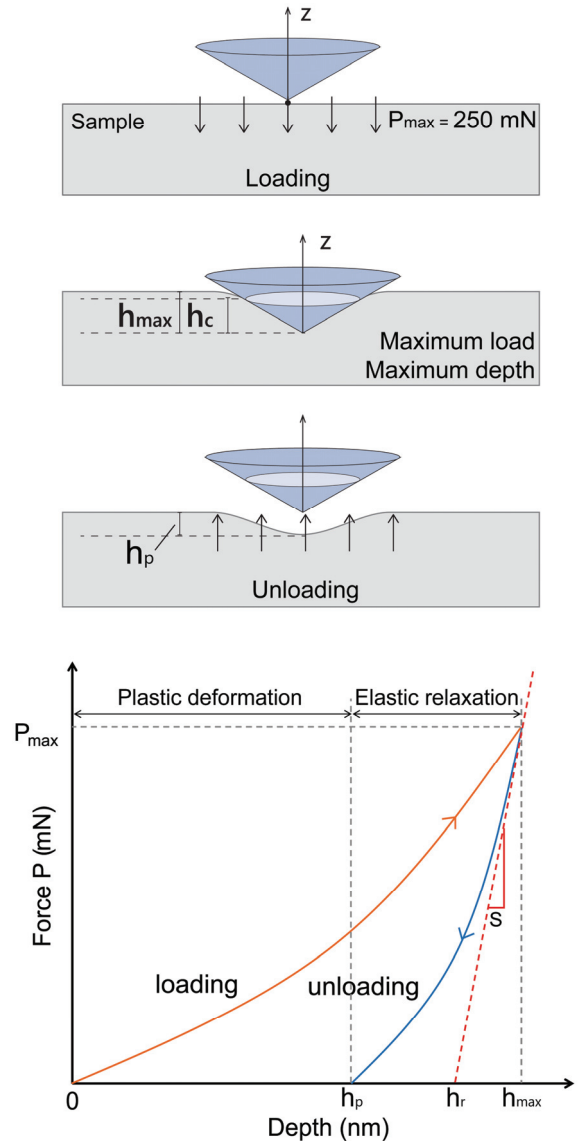 z
Sample
Pmax = 250 mN
Loading
z
hmax hc
Maximum load
Maximum depth
hp
Unloading
Plastic deformation
Elastic relaxation
Pmax
Force P (mN)
S
loading
unloading
0
hp
hr
hmax
Depth (nm)